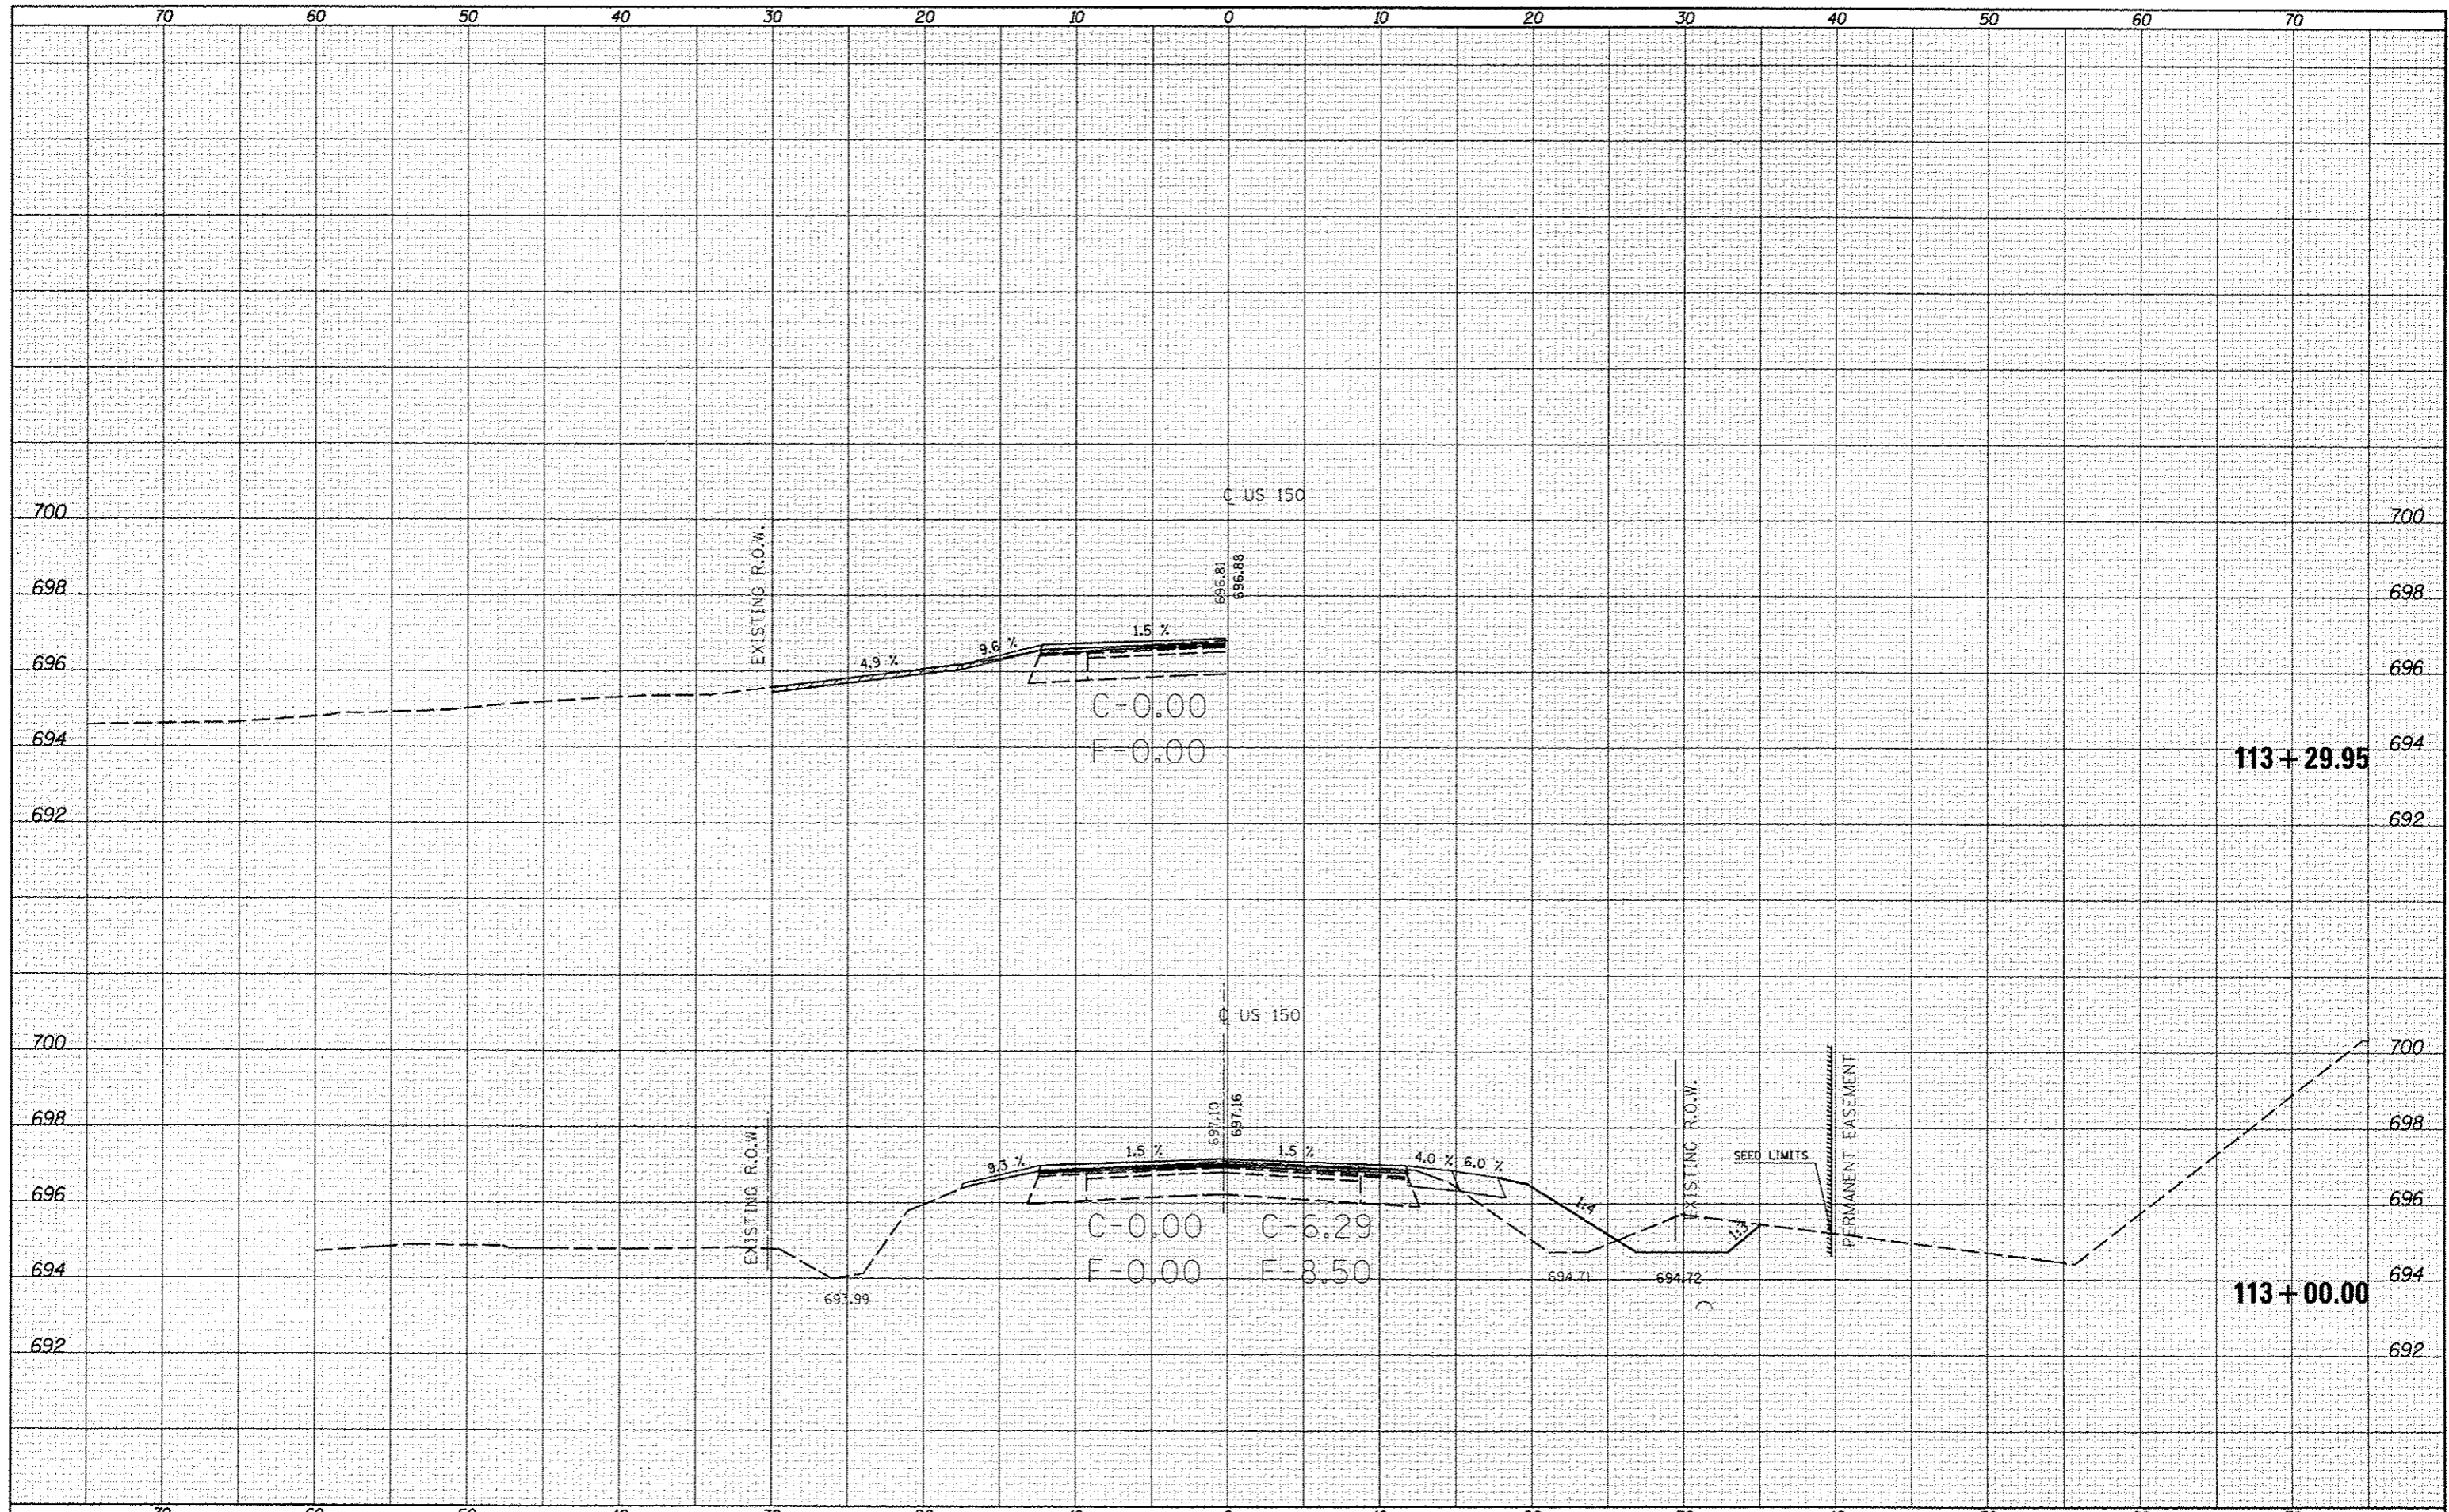 70 60 50 40 30 20 10 0 10 20 30 40 50 60 70
℄ US 150
700 700
EXISTING R.O.W.
696.81
696.88
698 698
1.5 %
9.6 %
4.9 %
696 696
C-0.00
F-0.00
694 694
113+29.95
692 692
℄ US 150
700 700
EXISTING R.O.W.
697.10
697.16
EXISTING R.O.W.
PERMANENT EASEMENT
698 698
9.3 % 1.5 % 1.5 % 4.0 % 6.0 %
SEED LIMITS
696 696
1:4
1:3
C-0.00 C-6.29
F-0.00 F-8.50
694 694
693.99
694.71 694.72
113+00.00
692 692